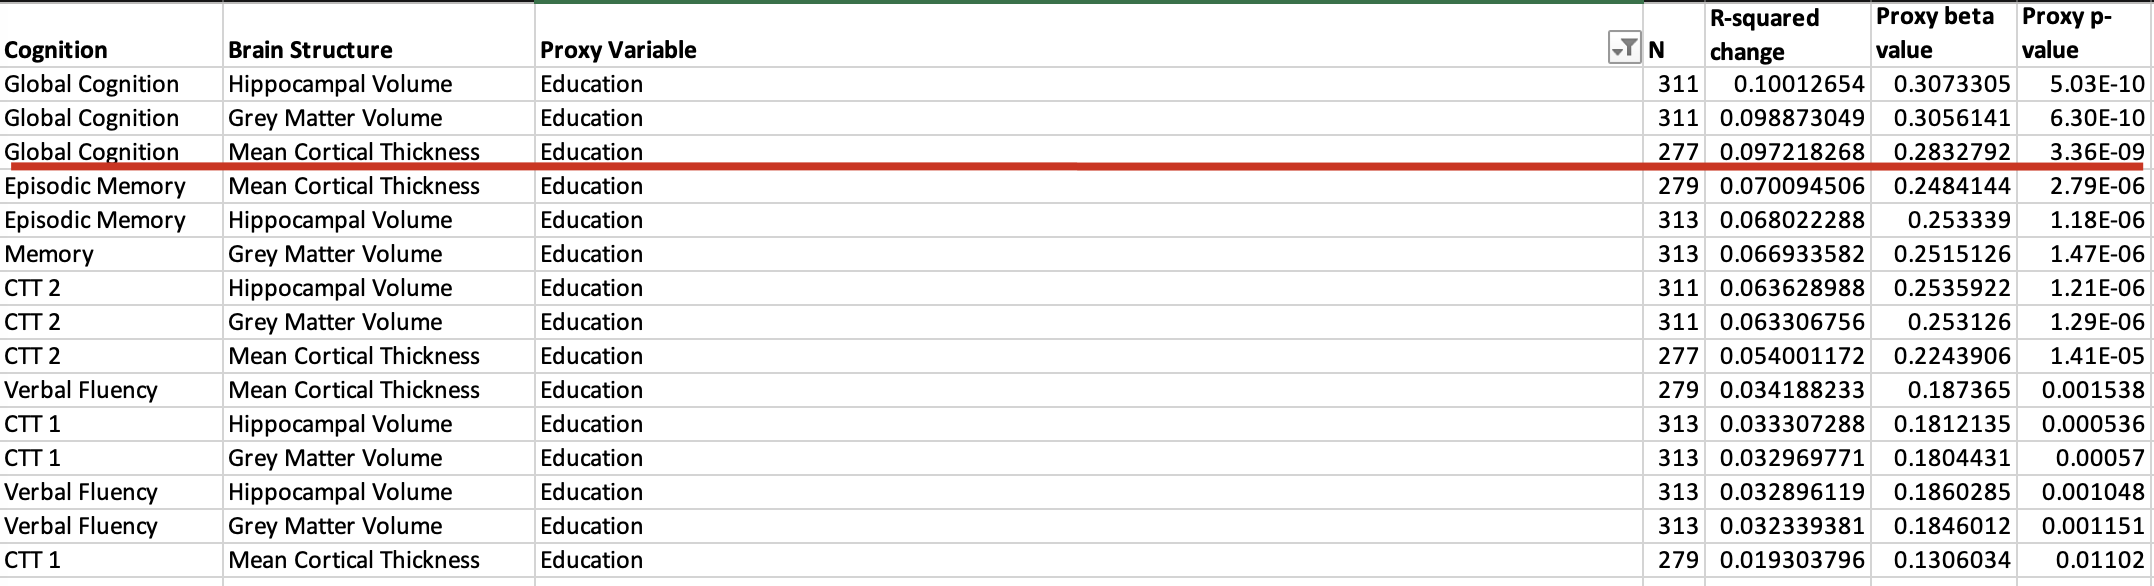 Cognition Brain Structure Proxy Variable N R-squared change Proxy beta value Proxy p-value
Global Cognition Hippocampal Volume Education 311 0.10012654 0.3073305 5.03E-10
Global Cognition Grey Matter Volume Education 311 0.098873049 0.3056141 6.30E-10
Global Cognition Mean Cortical Thickness Education 277 0.097218268 0.2832792 3.36E-09
Episodic Memory Mean Cortical Thickness Education 279 0.070094506 0.2484144 2.79E-06
Episodic Memory Hippocampal Volume Education 313 0.068022288 0.253339 1.18E-06
Memory Grey Matter Volume Education 313 0.066933582 0.2515126 1.47E-06
CTT 2 Hippocampal Volume Education 311 0.063628988 0.2535922 1.21E-06
CTT 2 Grey Matter Volume Education 311 0.063306756 0.253126 1.29E-06
CTT 2 Mean Cortical Thickness Education 277 0.054001172 0.2243906 1.41E-05
Verbal Fluency Mean Cortical Thickness Education 279 0.034188233 0.187365 0.001538
CTT 1 Hippocampal Volume Education 313 0.033307288 0.1812135 0.000536
CTT 1 Grey Matter Volume Education 313 0.032969771 0.1804431 0.00057
Verbal Fluency Hippocampal Volume Education 313 0.032896119 0.1860285 0.001048
Verbal Fluency Grey Matter Volume Education 313 0.032339381 0.1846012 0.001151
CTT 1 Mean Cortical Thickness Education 279 0.019303796 0.1306034 0.01102